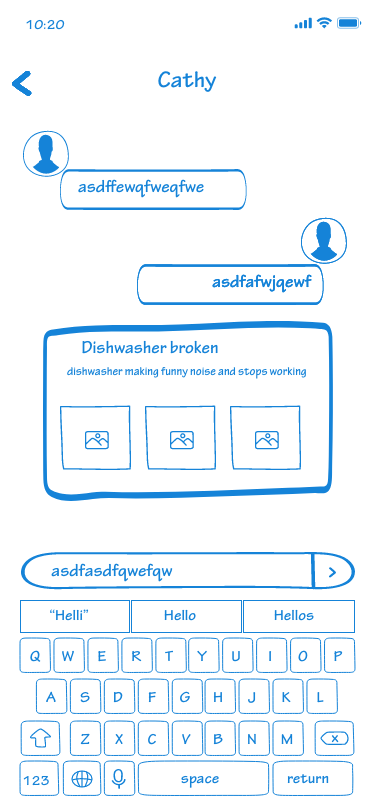 10:20
Cathy
asdffewqfweqfwe
asdfafwjqewf
Dishwasher broken
dishwasher making funny noise and stops working
asdfasdfqwefqw
“Helli” Hello Hellos
Q W E R T Y U I O P
A S D F G H J K L
Z X C V B N M
123 space return